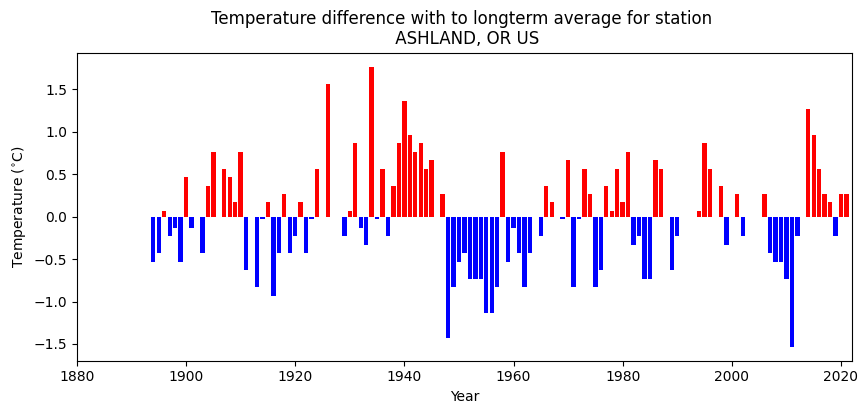 Temperature difference with to longterm average for station
ASHLAND, OR US
Temperature (°C)
1.5
1.0
0.5
0.0
−0.5
−1.0
−1.5
1880 1900 1920 1940 1960 1980 2000 2020
Year